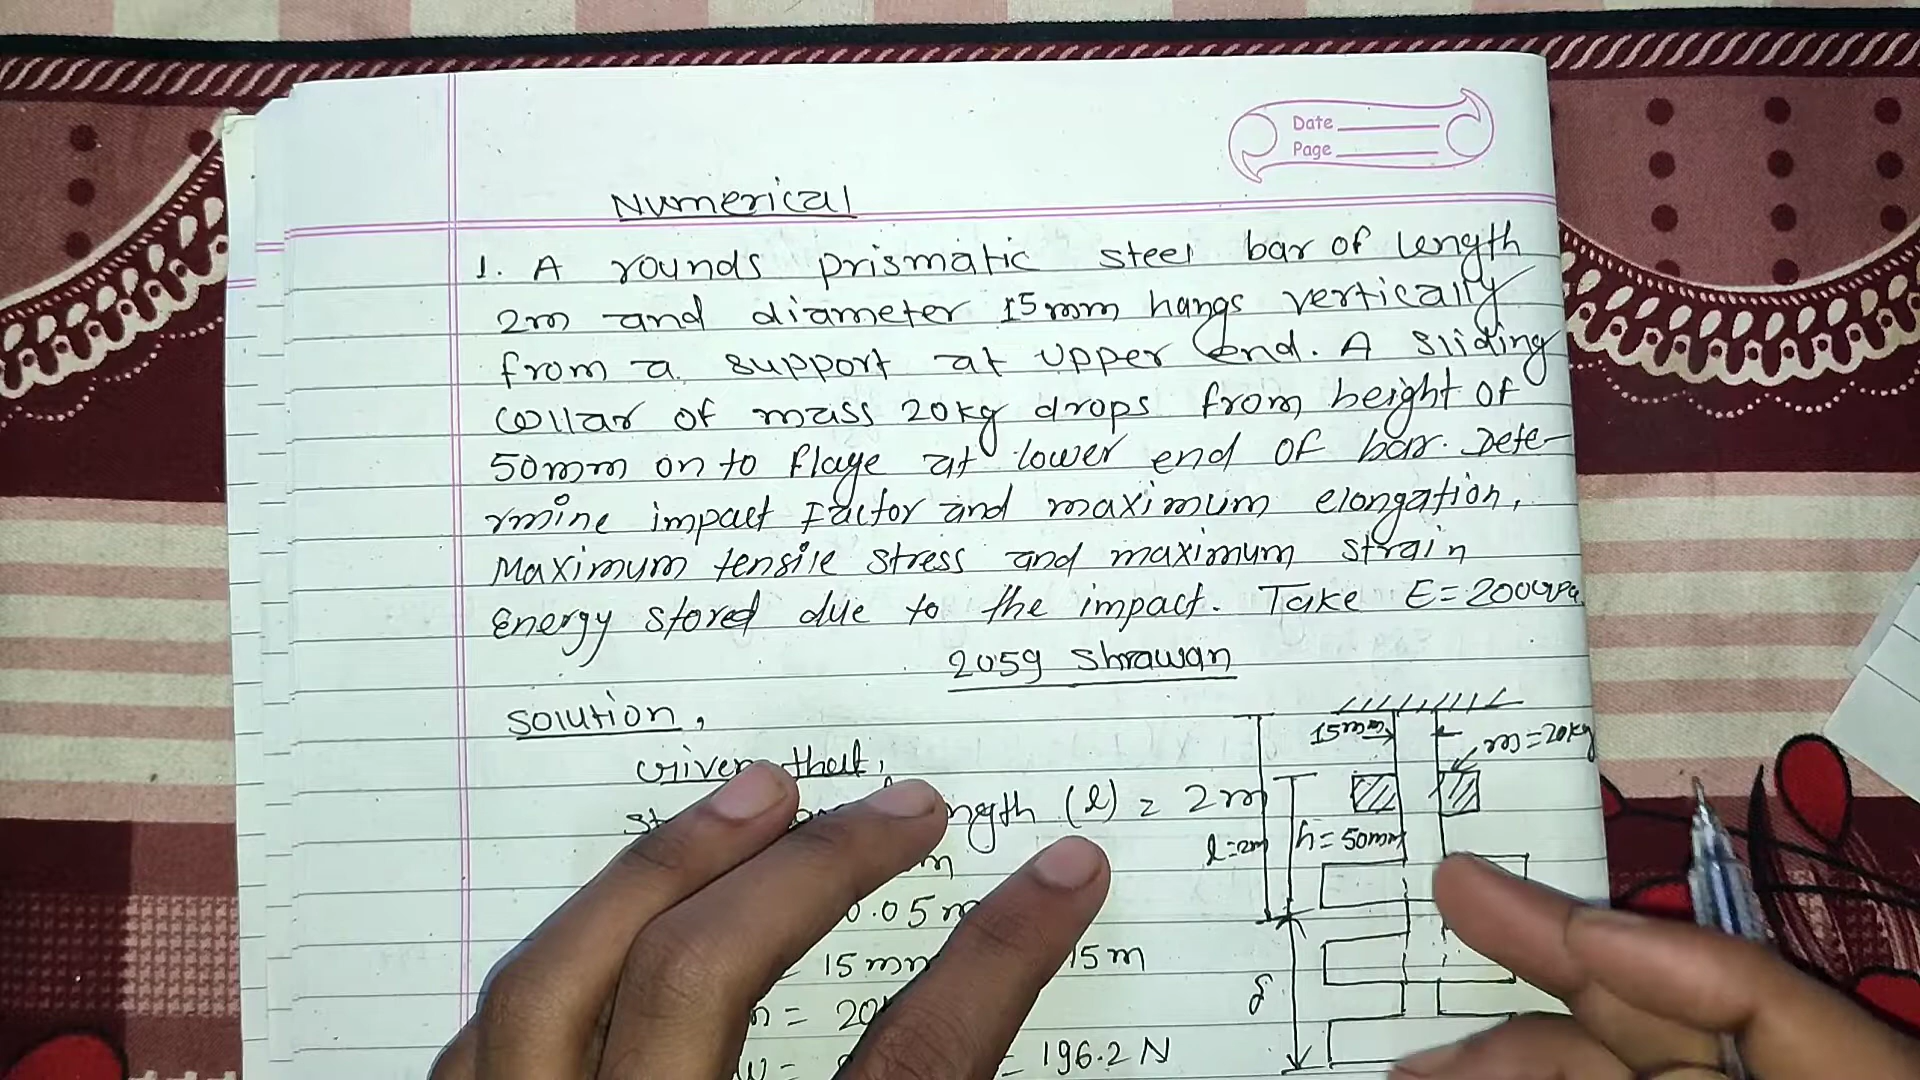 Date
Page
Numerical
1. A rounds prismatic steel bar of length
2m and diameter 15mm hangs vertically
from a support at upper end. A sliding
collar of mass 20kg drops from height of
50mm on to flage at lower end of bar. Dete-
rmine impact Factor and maximum elongation,
Maximum tensile stress and maximum strain
Energy stored due to the impact. Take E=200GPa
2059 Shrawan
Solution,
Given that,
ngth (l) = 2m
0.05m
= 15mm 15m
= 20
= 196.2 N
15mm
m=20kg
l=2m
h=50mm
δ